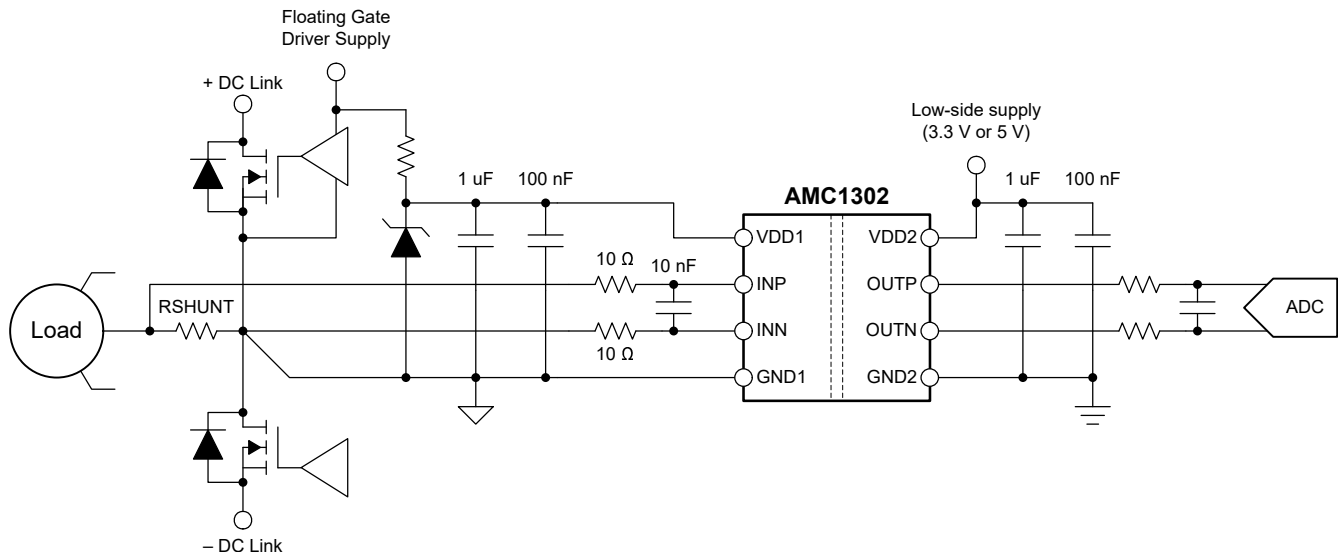 Floating Gate
Driver Supply
+ DC Link
Low-side supply
(3.3 V or 5 V)
1 uF
100 nF
AMC1302
1 uF
100 nF
VDD1
VDD2
10 Ω
10 nF
INP
OUTP
RSHUNT
Load
INN
OUTN
ADC
10 Ω
GND1
GND2
– DC Link